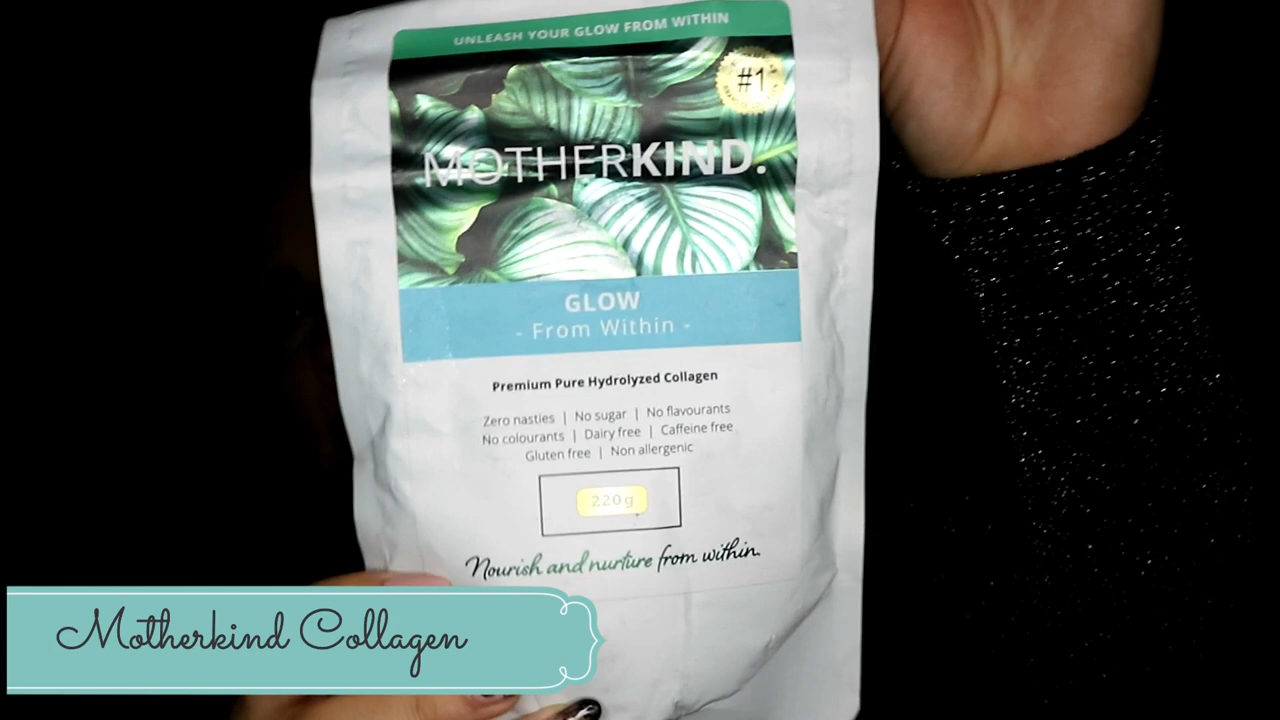 UNLEASH YOUR GLOW FROM WITHIN
#1
MOTHERKIND.
GLOW
- From Within -
Premium Pure Hydrolyzed Collagen
Zero nasties | No sugar | No flavourants
No colourants | Dairy free | Caffeine free
Gluten free | Non allergenic
220g
Nourish and nurture from within.
Motherkind Collagen